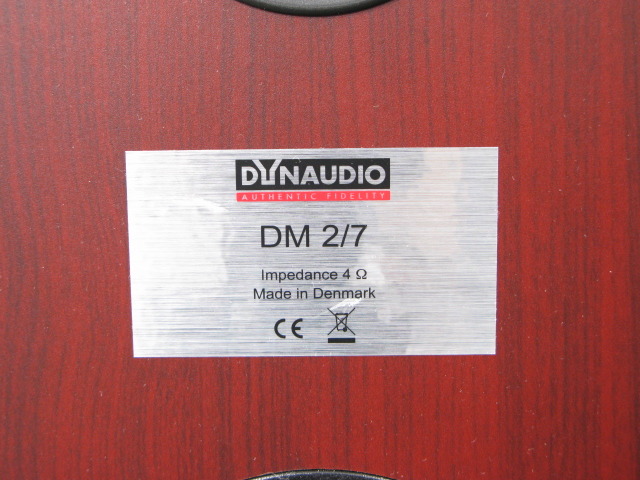 DYNAUDIO
AUTHENTIC FIDELITY
DM 2/7
Impedance 4 Ω
Made in Denmark
CE